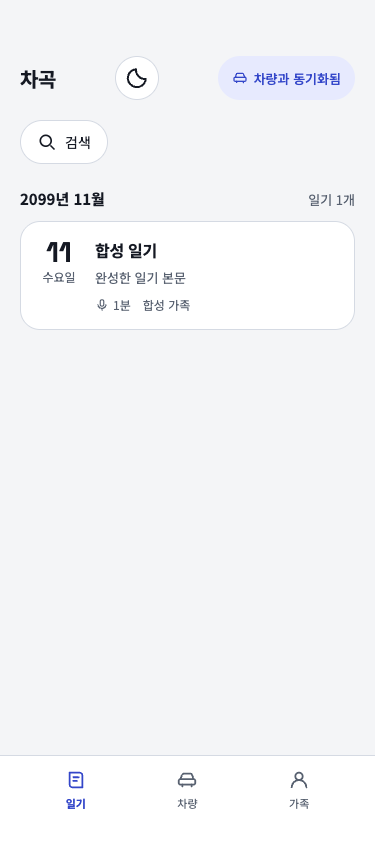 차곡
차량과 동기화됨
검색
2099년 11월
일기 1개
11
합성 일기
수요일
완성한 일기 본문
1분 합성 가족
일기
차량
가족